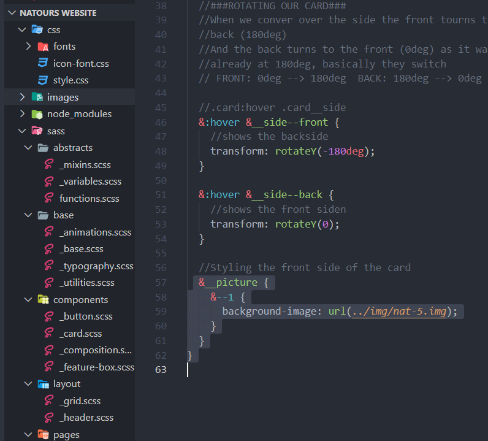 NATOURS WEBSITE
css
fonts
icon-font.css
style.css
images
node_modules
sass
abstracts
_mixins.scss
_variables.scss
functions.scss
base
_animations.scss
_base.scss
_typography.scss
_utilities.scss
components
_button.scss
_card.scss
_composition.s...
_feature-box.scss
layout
_grid.scss
_header.scss
pages
38 //###ROTATING OUR CARD###
39 //When we conver over the side the front tourns t
40 //back (180deg)
41 //And the back turns to the front (0deg) as it wa
42 //already at 180deg, basically they switch
43 // FRONT: 0deg --> 180deg  BACK: 180deg --> 0deg
44
45 //.card:hover .card__side
46 &:hover &__side--front {
47 //shows the backside
48 transform: rotateY(-180deg);
49 }
50
51 &:hover &__side--back {
52 //shows the front siden
53 transform: rotateY(0);
54 }
55
56 //Styling the front side of the card
57 &__picture {
58 &--1 {
59 background-image: url(../img/nat-5.img);
60 }
61 }
62 }
63